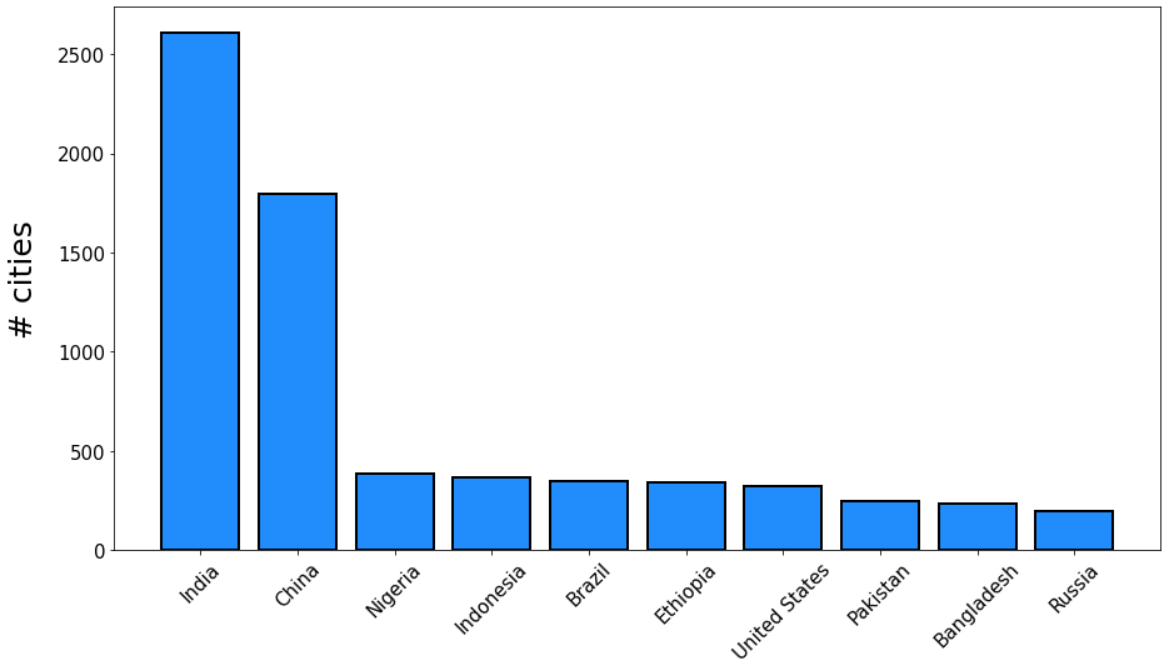 # cities
2500
2000
1500
1000
500
0
India
China
Nigeria
Indonesia
Brazil
Ethiopia
United States
Pakistan
Bangladesh
Russia